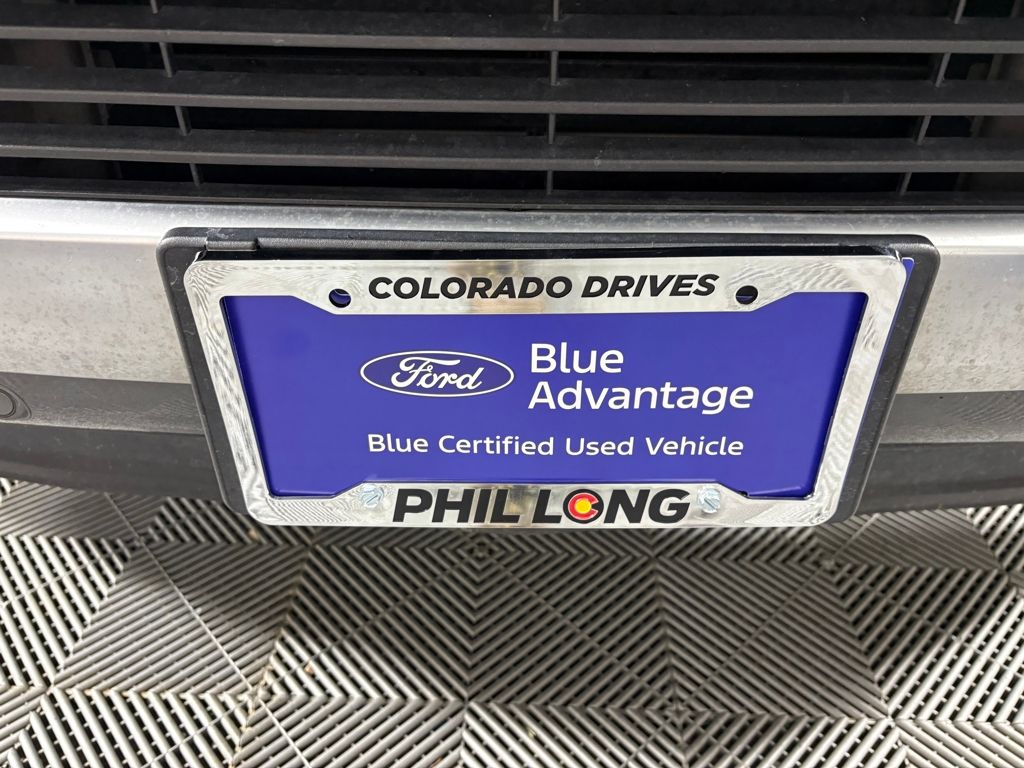 COLORADO DRIVES
Ford
Blue
Advantage
Blue Certified Used Vehicle
PHIL LONG